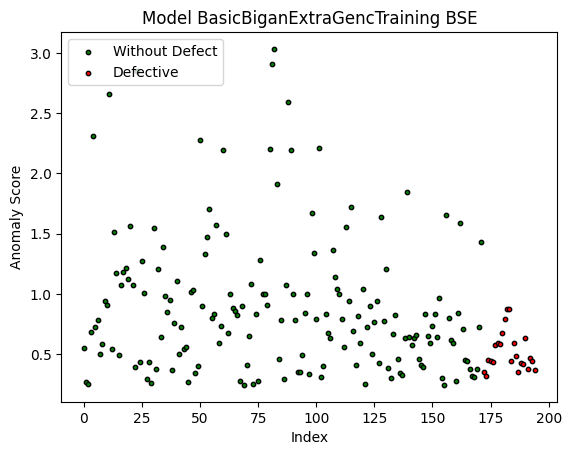 Model BasicBiganExtraGencTraining BSE
Without Defect
Defective
3.0
2.5
2.0
1.5
1.0
0.5
Anomaly Score
0 25 50 75 100 125 150 175 200
Index